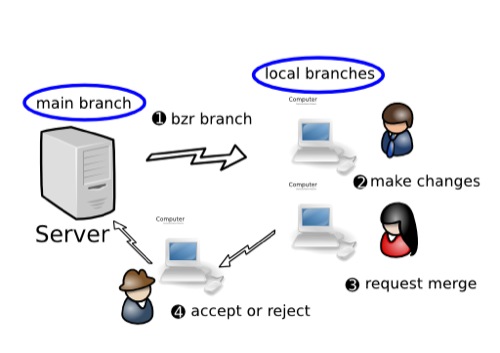 local branches
main branch
Computer
❶ bzr branch
❷ make changes
Computer
Server
Computer
❸ request merge
❹ accept or reject